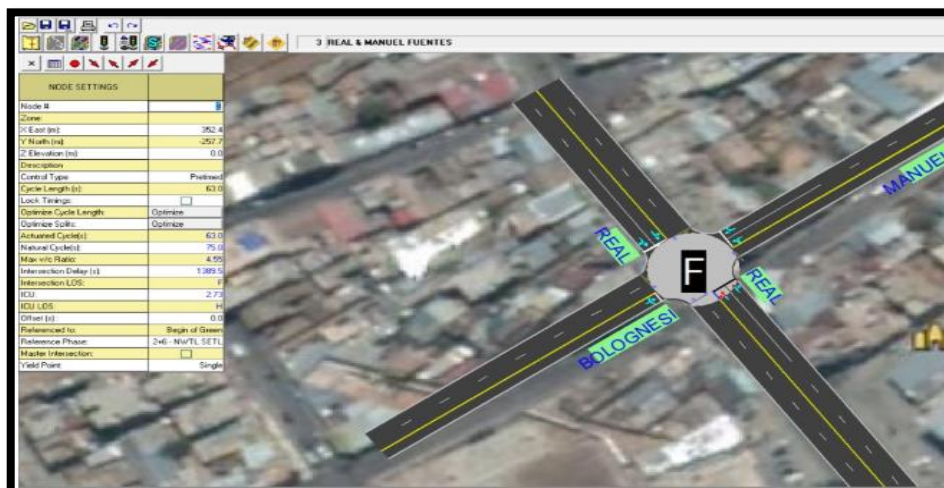 3 REAL & MANUEL FUENTES
NODE SETTINGS
Node #
Zone:
X East (m): 352.4
Y North (m): -257.7
Z Elevation (m): 0.0
Description
Control Type Pretimed
Cycle Length (s): 63.0
Lock Timings:
Optimize Cycle Length: Optimize
Optimize Splits: Optimize
Actuated Cycle(s): 63.0
Natural Cycle(s): 75.0
Max v/c Ratio: 4.55
Intersection Delay (s): 1389.5
Intersection LOS: F
ICU: 2.73
ICU LOS: H
Offset (s): 0.0
Referenced to: Begin of Green
Reference Phase: 2+6 - NWTL SETL
Master Intersection:
Yield Point: Single
MANUEL
REAL
F
REAL
BOLOGNESI